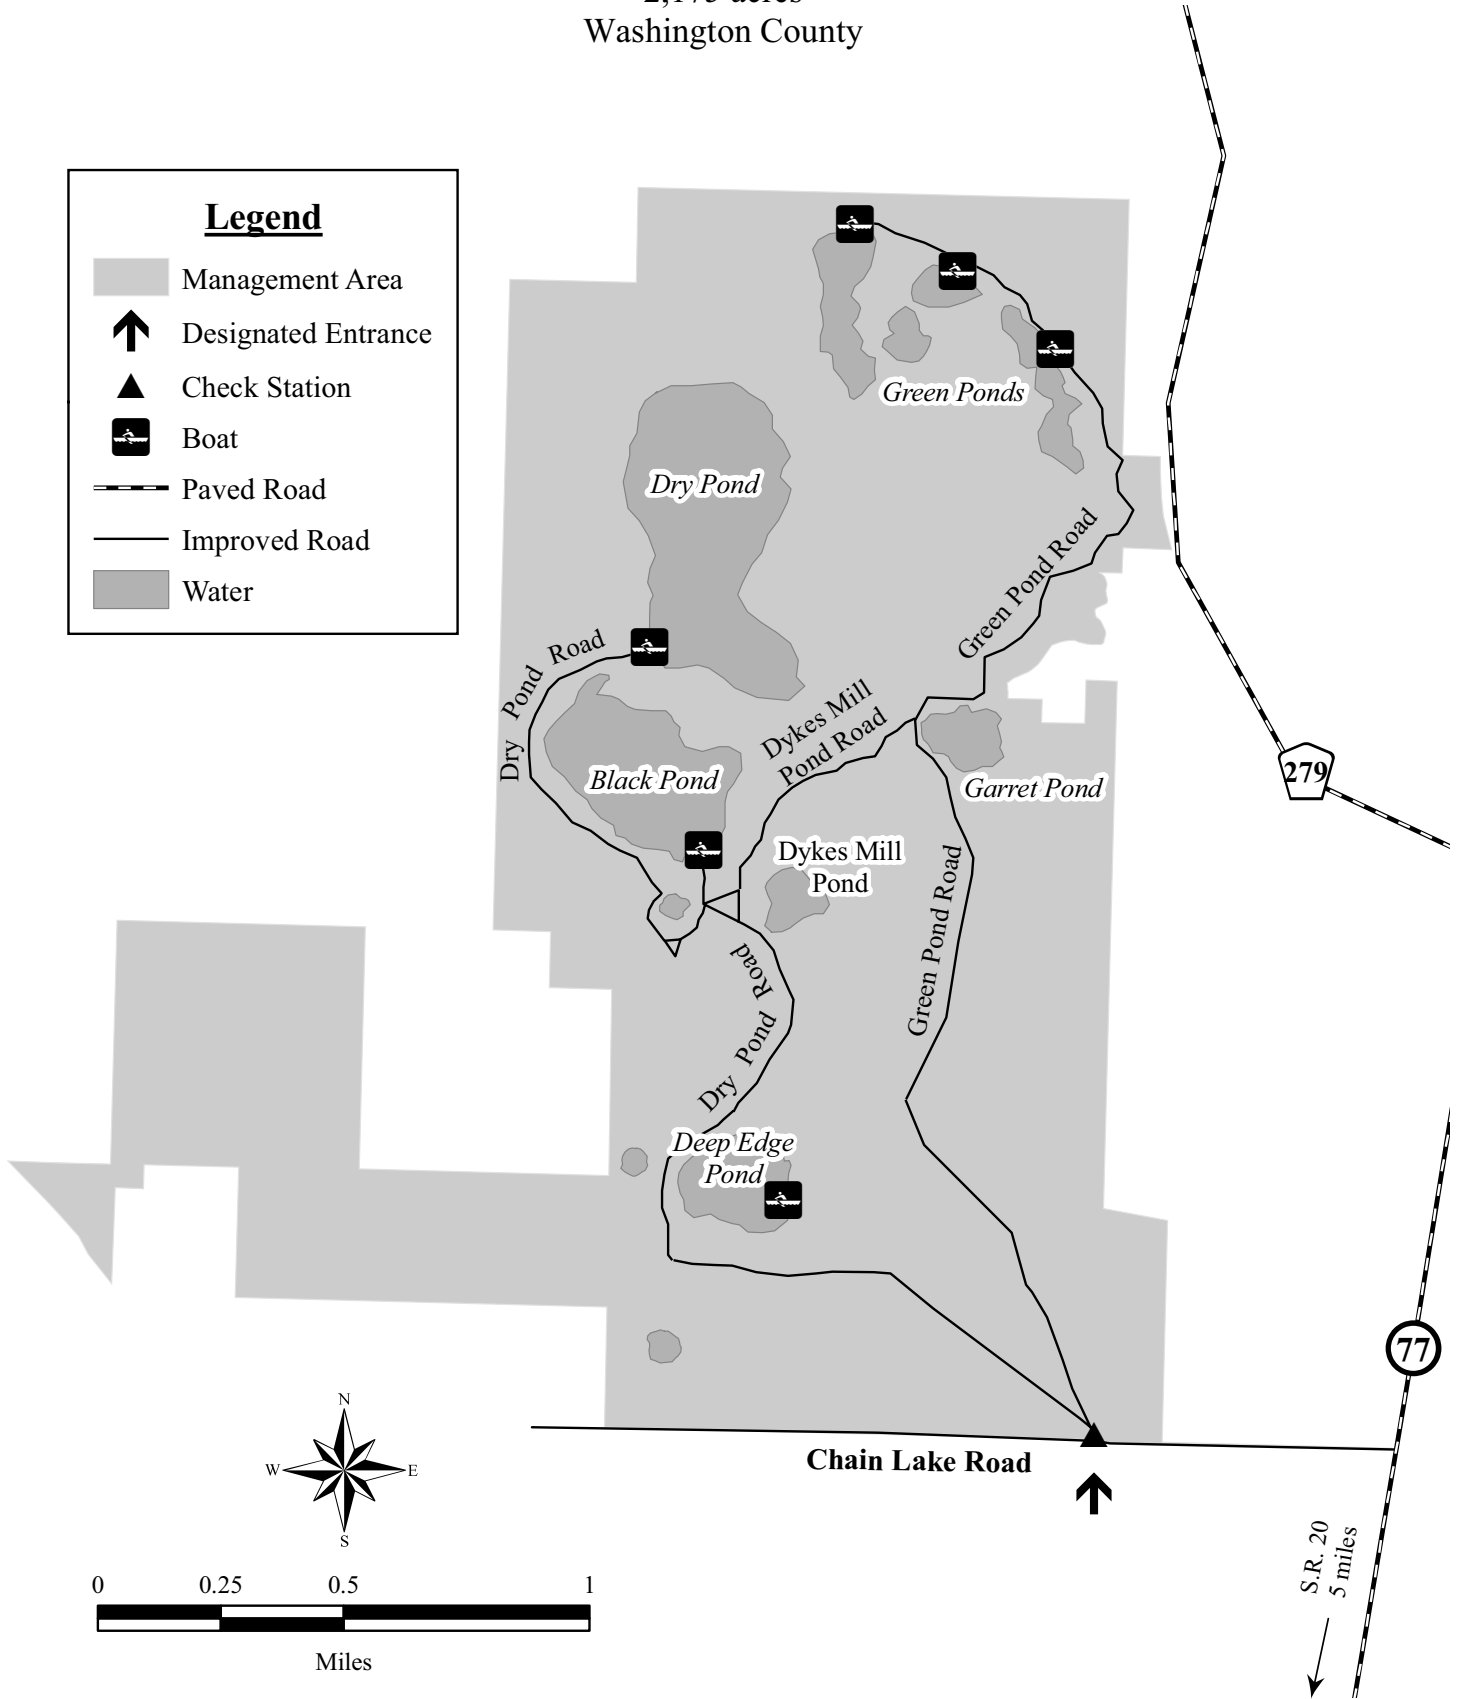 2,175 acres
Washington County
Legend
Management Area
Designated Entrance
Check Station
Boat
Paved Road
Improved Road
Water
Green Ponds
Dry Pond
Green Pond Road
Dry Pond Road
Dykes Mill
Pond Road
Black Pond
Garret Pond
279
Dykes Mill
Pond
Green Pond Road
Dry Pond Road
Deep Edge
Pond
77
Chain Lake Road
N
W
E
S
S.R. 20
5 miles
0 0.25 0.5 1
Miles